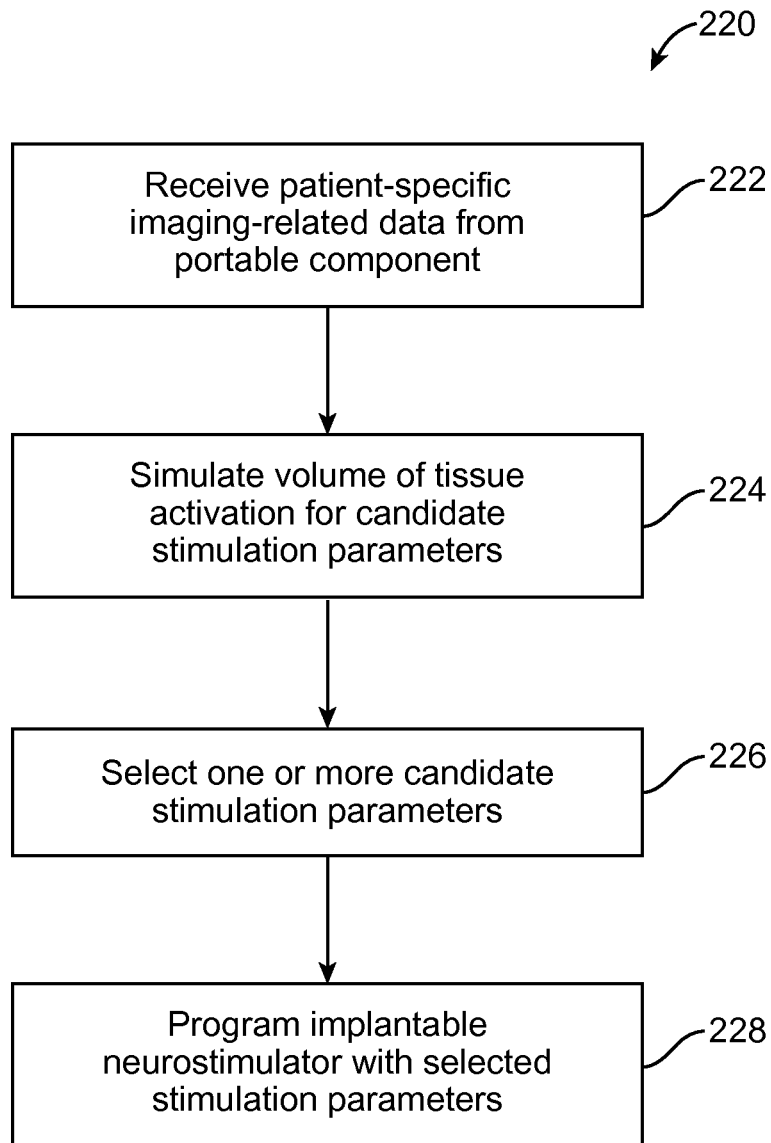 220
Receive patient-specific
imaging-related data from
portable component
222
Simulate volume of tissue
activation for candidate
stimulation parameters
224
Select one or more candidate
stimulation parameters
226
Program implantable
neurostimulator with selected
stimulation parameters
228